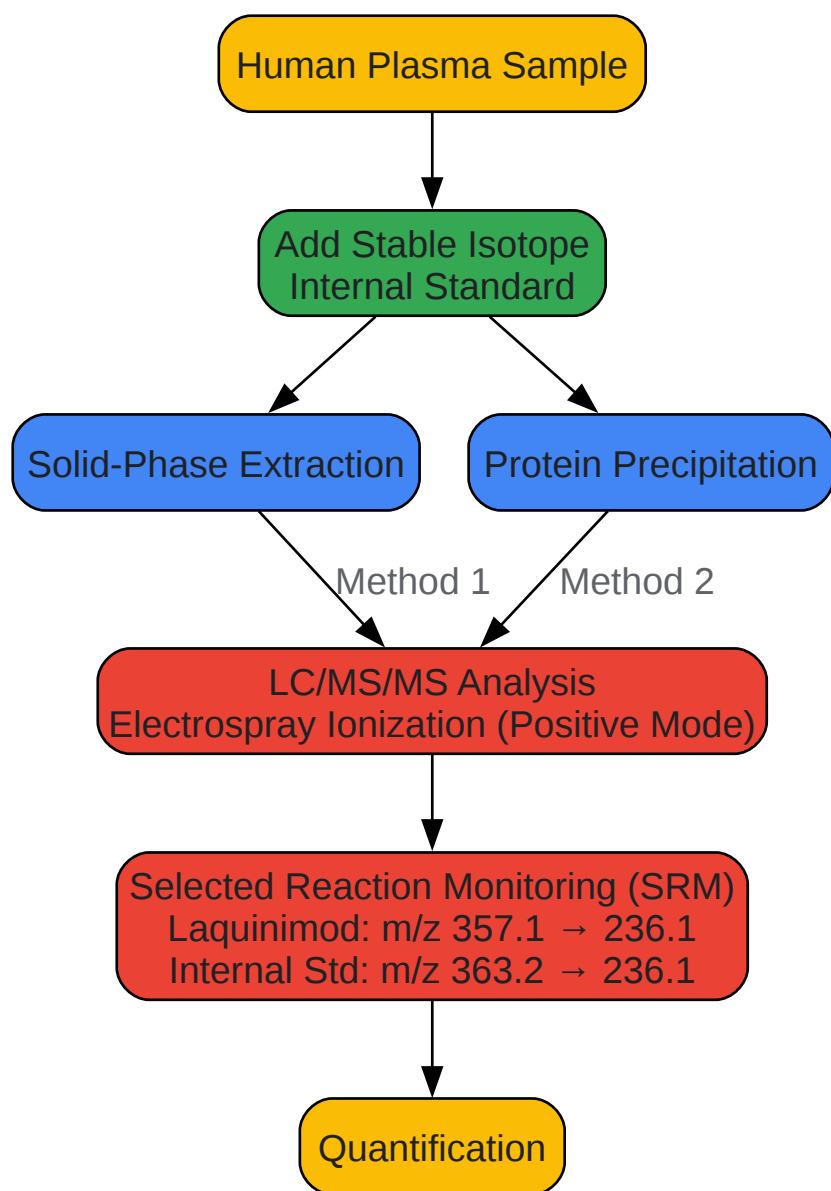 Human Plasma Sample
Add Stable Isotope
Internal Standard
Solid-Phase Extraction
Protein Precipitation
Method 1
Method 2
LC/MS/MS Analysis
Electrospray Ionization (Positive Mode)
Selected Reaction Monitoring (SRM)
Laquinimod: m/z 357.1 → 236.1
Internal Std: m/z 363.2 → 236.1
Quantification